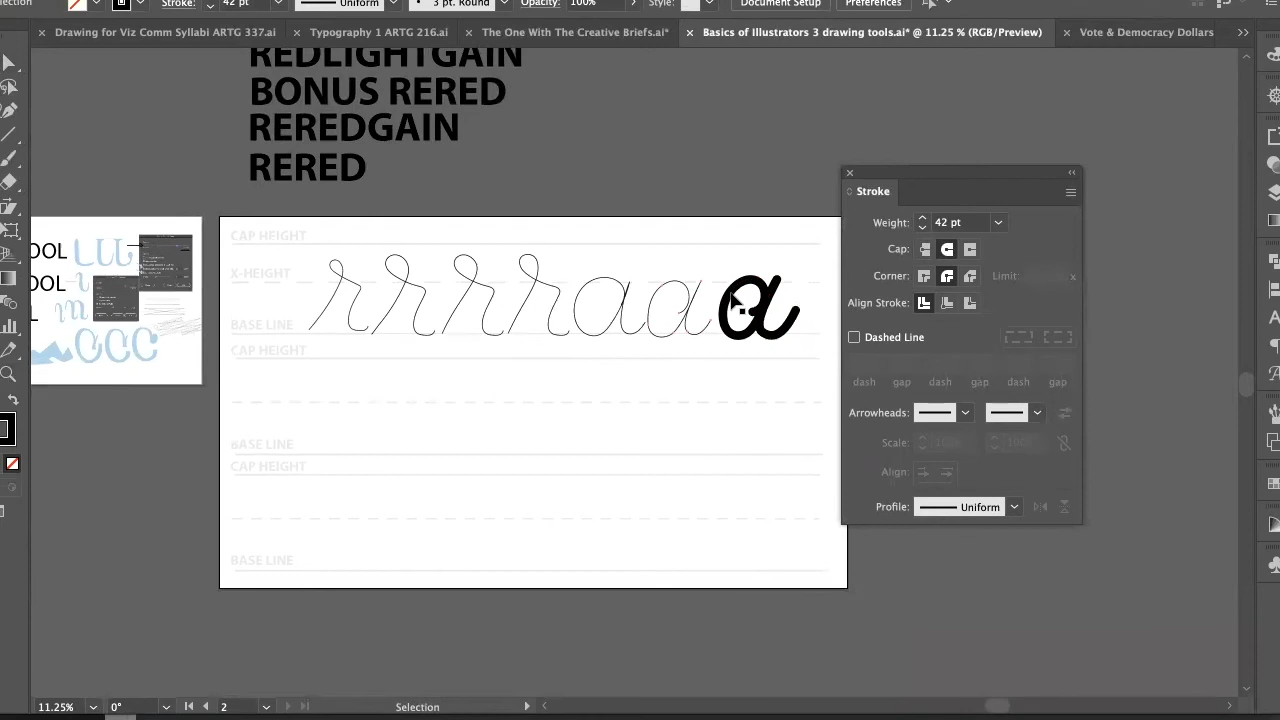 Stroke: 42 pt Uniform 3 pt. Round Opacity: 100% Style: Document Setup Preferences
Drawing for Viz Comm Syllabi ARTG 337.ai Typography 1 ARTG 216.ai The One With The Creative Briefs.ai* Basics of Illustrators 3 drawing tools.ai* @ 11.25 % (RGB/Preview) Vote & Democracy Dollars
REDLIGHTGAIN
BONUS RERED
REREDGAIN
RERED
Stroke
Weight: 42 pt
Cap:
Corner: Limit: x
Align Stroke:
Dashed Line
dash gap dash gap dash gap
Arrowheads:
Scale: 100% 100%
Align:
Profile: Uniform
CAP HEIGHT
X-HEIGHT
rrrraaa
BASE LINE
CAP HEIGHT
BASE LINE
CAP HEIGHT
BASE LINE
OOL
OOL
11.25% 0° 2 Selection